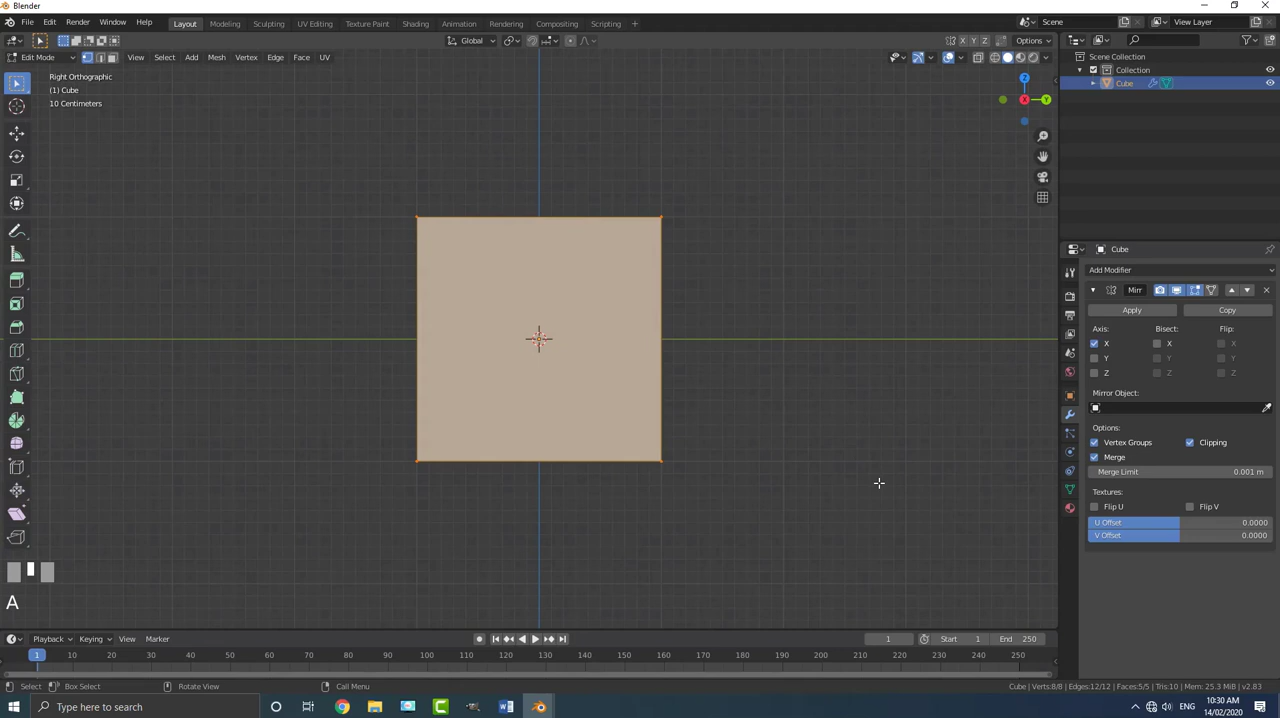 Blender
File Edit Render Window Help Layout Modeling Sculpting UV Editing Texture Paint Shading Animation Rendering Compositing Scripting + Scene View Layer
Global X Y Z Options
Edit Mode View Select Add Mesh Vertex Edge Face UV
Right Orthographic
(1) Cube
10 Centimeters
Z
X
Y
Scene Collection
Collection
Cube
Cube
Add Modifier
Mirr
Apply Copy
Axis: Bisect: Flip:
X X X
Y Y Y
Z Z Z
Mirror Object:
Options:
Vertex Groups Clipping
Merge
Merge Limit 0.001 m
Textures:
Flip U Flip V
U Offset 0.0000
V Offset 0.0000
A
Playback Keying View Marker 1 Start 1 End 250
1 10 20 30 40 50 60 70 80 90 100 110 120 130 140 150 160 170 180 190 200 210 220 230 240 250
Select Box Select Rotate View Call Menu Cube | Verts:8/8 | Edges:12/12 | Faces:5/5 | Tris:10 | Mem: 25.3 MiB | v2.83
Type here to search
10:30 AM
14/02/2020